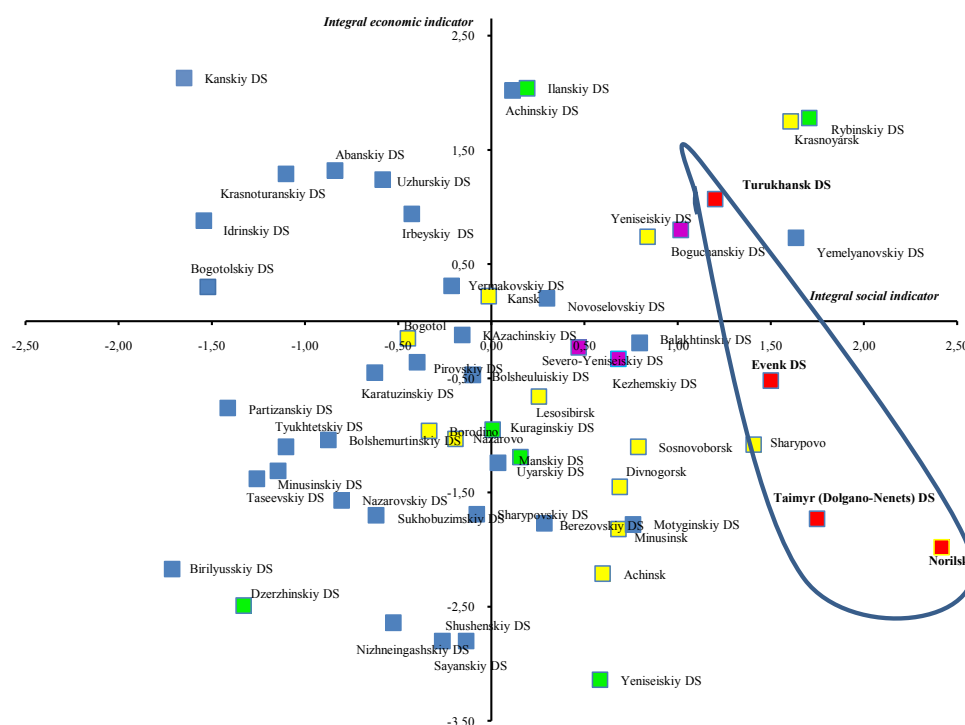 Integral economic indicator
2,50
Kanskiy DS
Ilanskiy DS
Achinskiy DS
Rybinskiy DS
Krasnoyarsk
1,50
Abanskiy DS
Uzhurskiy DS
Krasnoturanskiy DS
Turukhansk DS
Yeniseiskiy DS
Idrinskiy DS
Irbeyskiy DS
Boguchanskiy DS
Yemelyanovskiy DS
0,50
Bogotolskiy DS
Yermakovskiy DS
Kansk
Novoselovskiy DS
Integral social indicator
Bogotol
KAzachinskiy DS
Balakhtinskiy DS
-2,50
-2,00
-1,50
-1,00
-0,50
0,00
0,50
1,00
1,50
2,00
2,50
Severo-Yeniseiskiy DS
Pirovskiy DS
Evenk DS
-0,50
Bolsheuluiskiy DS
Kezhemskiy DS
Karatuzinskiy DS
Partizanskiy DS
Lesosibirsk
Tyukhtetskiy DS
Borodino
Kuraginskiy DS
Bolshemurtinskiy DS
Nazarovo
Sosnovoborsk
Sharypovo
Manskiy DS
Uyarskiy DS
Divnogorsk
Minusinskiy DS
Taseevskiy DS
Nazarovskiy DS
-1,50
Taimyr (Dolgano-Nenets) DS
Sukhobuzimskiy DS
Sharypovskiy DS
Berezovskiy DS
Motyginskiy DS
Minusinsk
Norilsk
Birilyusskiy DS
Achinsk
Dzerzhinskiy DS
-2,50
Shushenskiy DS
Nizhneingashskiy DS
Sayanskiy DS
Yeniseiskiy DS
-3,50